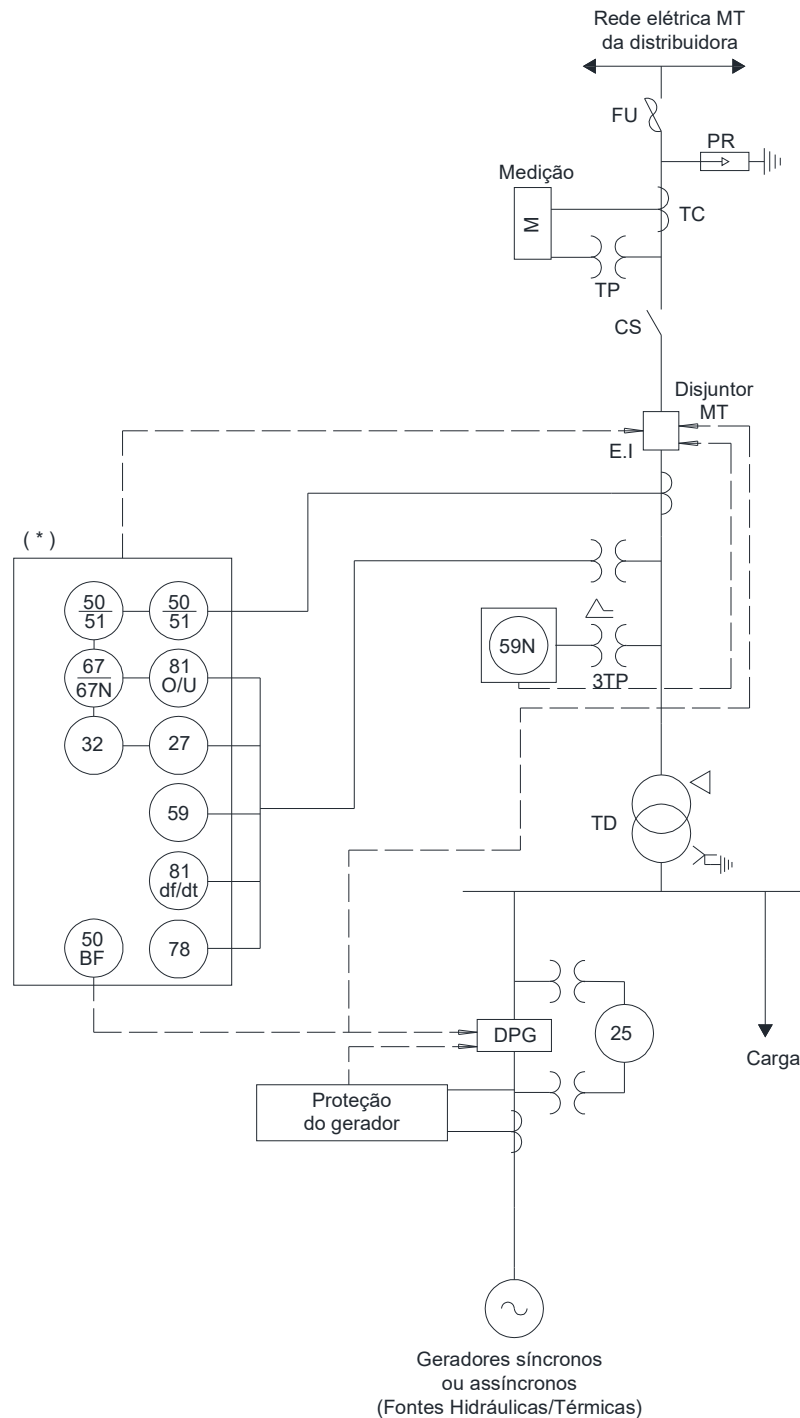 Rede elétrica MT
da distribuidora
FU
PR
Medição
M
TC
TP
CS
Disjuntor
MT
E.I
( * )
50
51
50
51
67
67N
81
O/U
59N
3TP
32
27
59
TD
81
df/dt
50
BF
78
DPG
25
Carga
Proteção
do gerador
Geradores síncronos
ou assíncronos
(Fontes Hidráulicas/Térmicas)